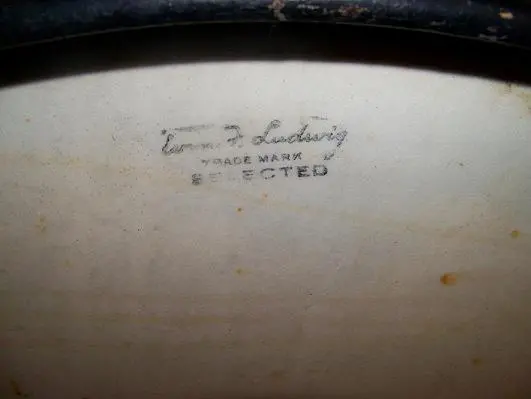 Wm. F. Ludwig
TRADE MARK
SELECTED